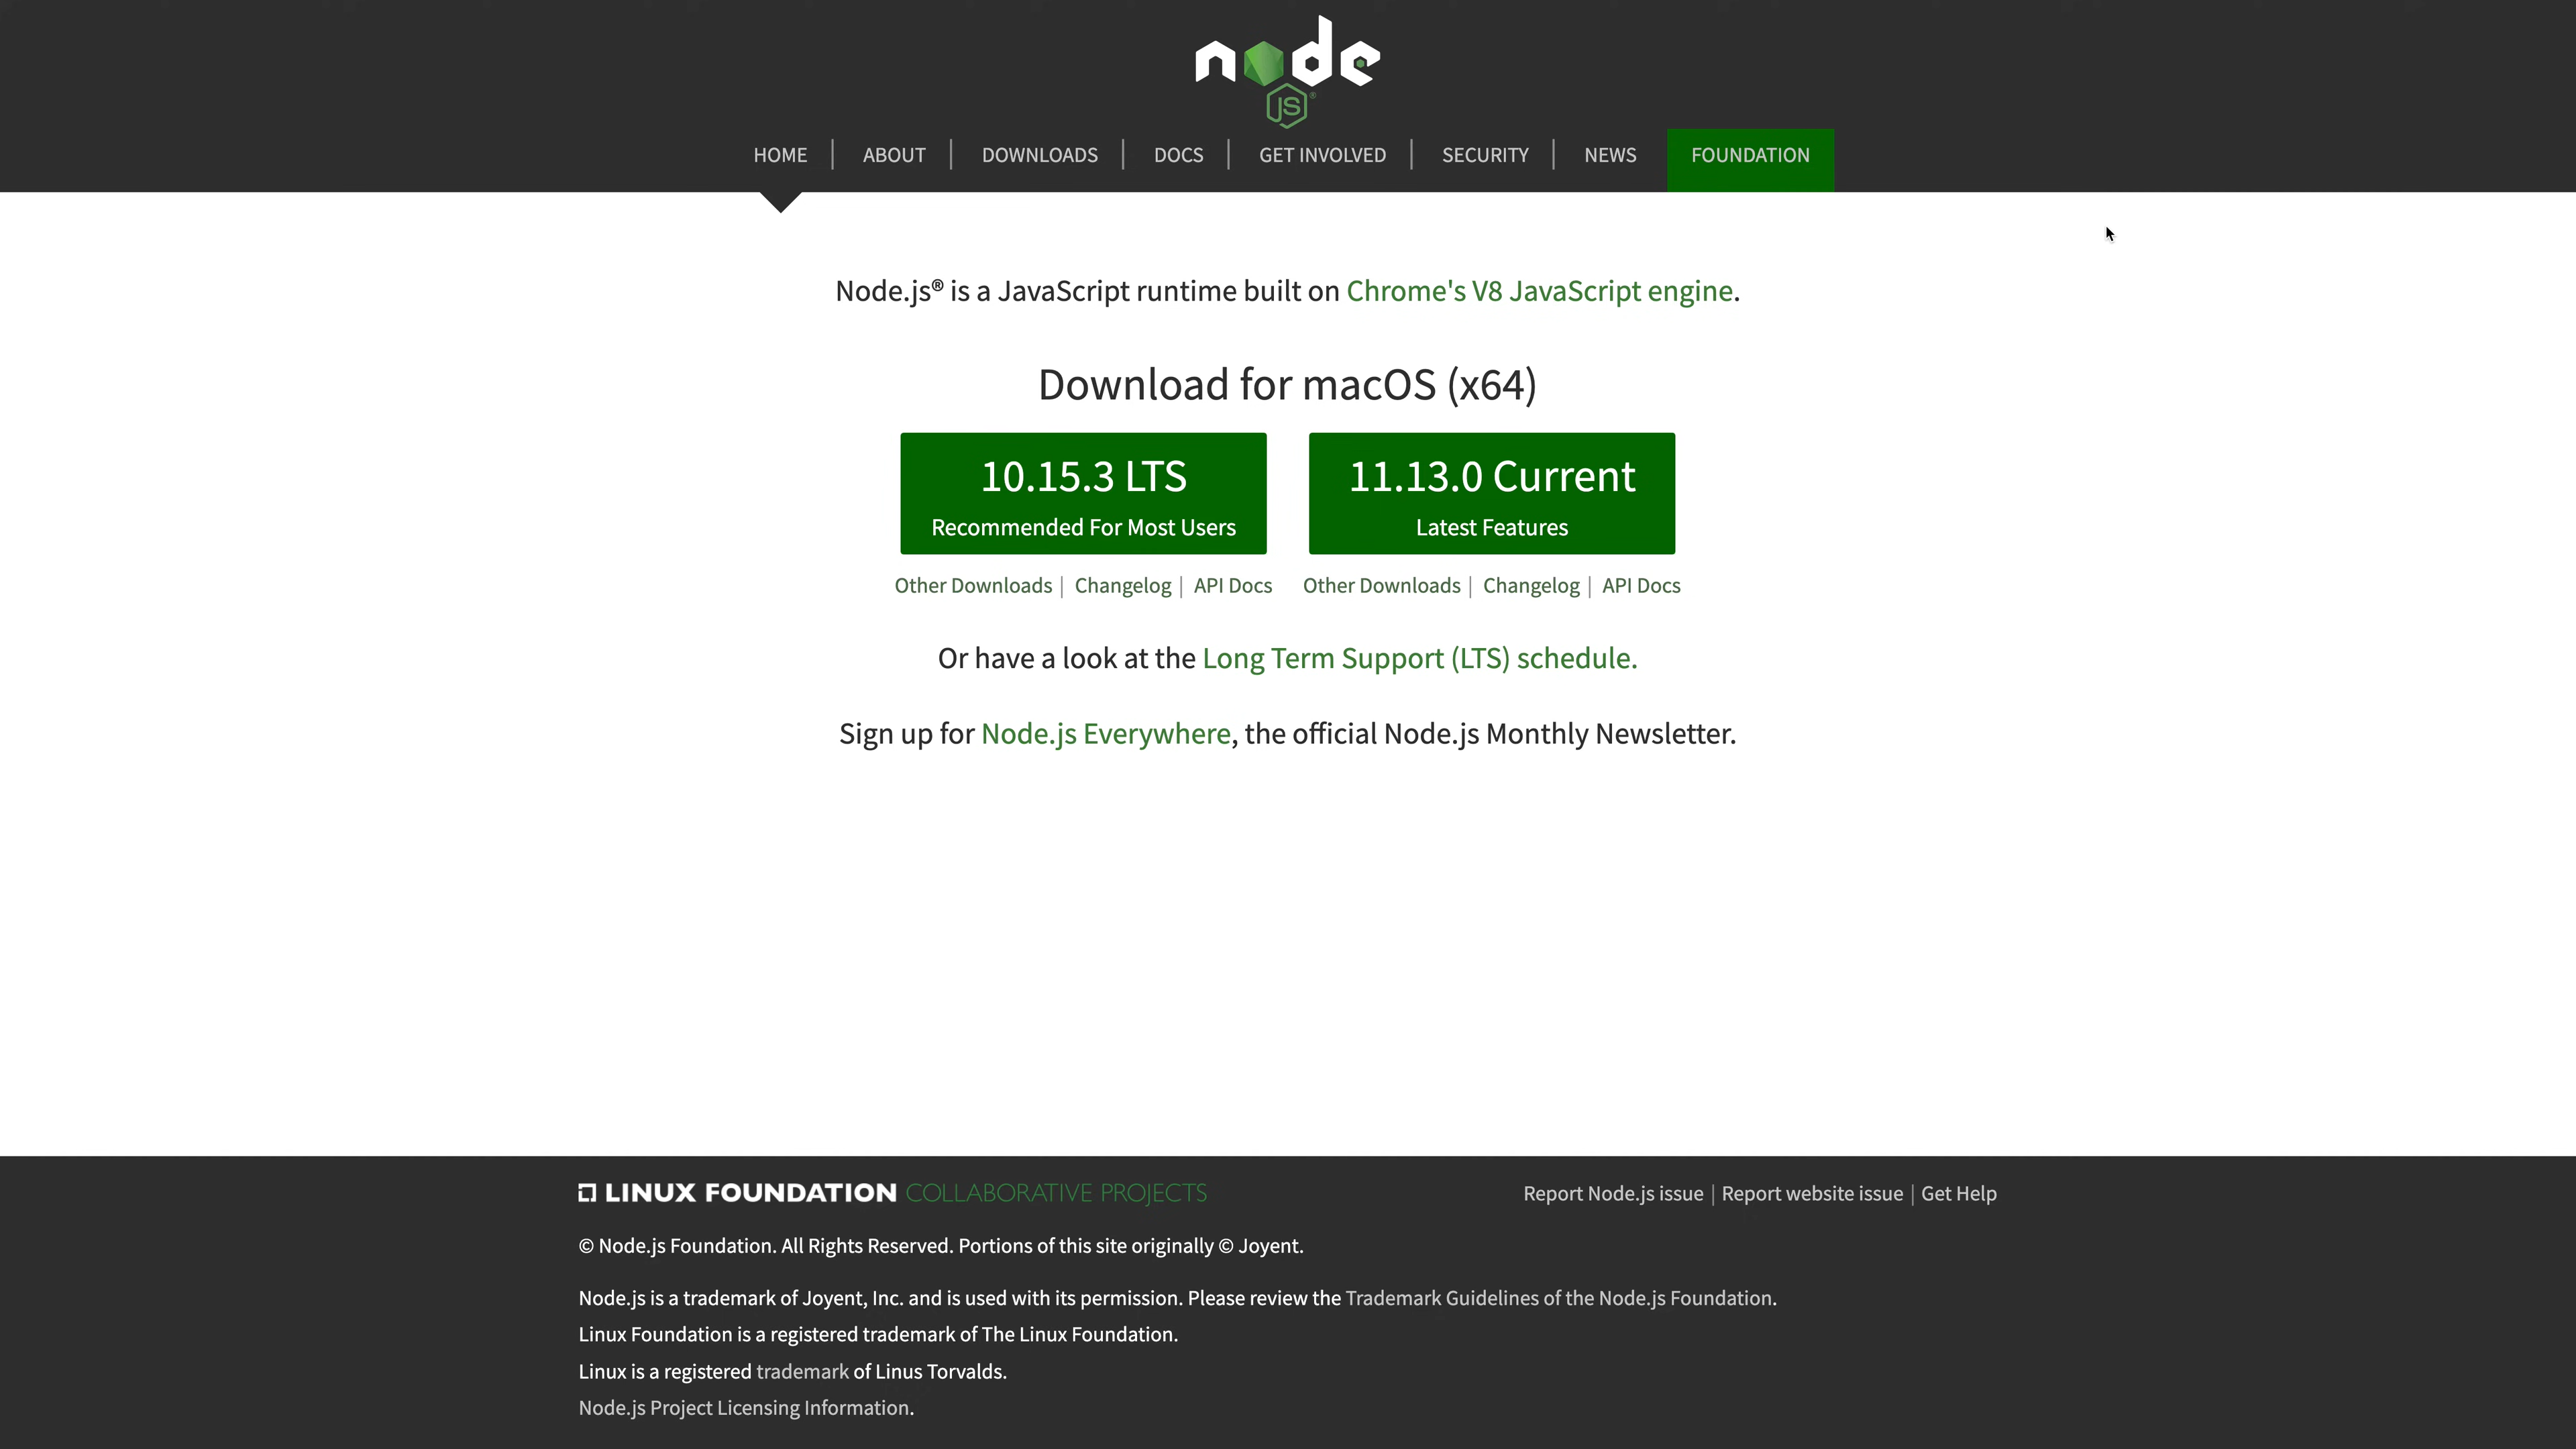 node
JS®
HOME | ABOUT | DOWNLOADS | DOCS | GET INVOLVED | SECURITY | NEWS FOUNDATION
Node.js® is a JavaScript runtime built on Chrome's V8 JavaScript engine.
Download for macOS (x64)
10.15.3 LTS
Recommended For Most Users
11.13.0 Current
Latest Features
Other Downloads | Changelog | API Docs
Other Downloads | Changelog | API Docs
Or have a look at the Long Term Support (LTS) schedule.
Sign up for Node.js Everywhere, the official Node.js Monthly Newsletter.
LINUX FOUNDATION COLLABORATIVE PROJECTS
Report Node.js issue | Report website issue | Get Help
© Node.js Foundation. All Rights Reserved. Portions of this site originally © Joyent.
Node.js is a trademark of Joyent, Inc. and is used with its permission. Please review the Trademark Guidelines of the Node.js Foundation.
Linux Foundation is a registered trademark of The Linux Foundation.
Linux is a registered trademark of Linus Torvalds.
Node.js Project Licensing Information.